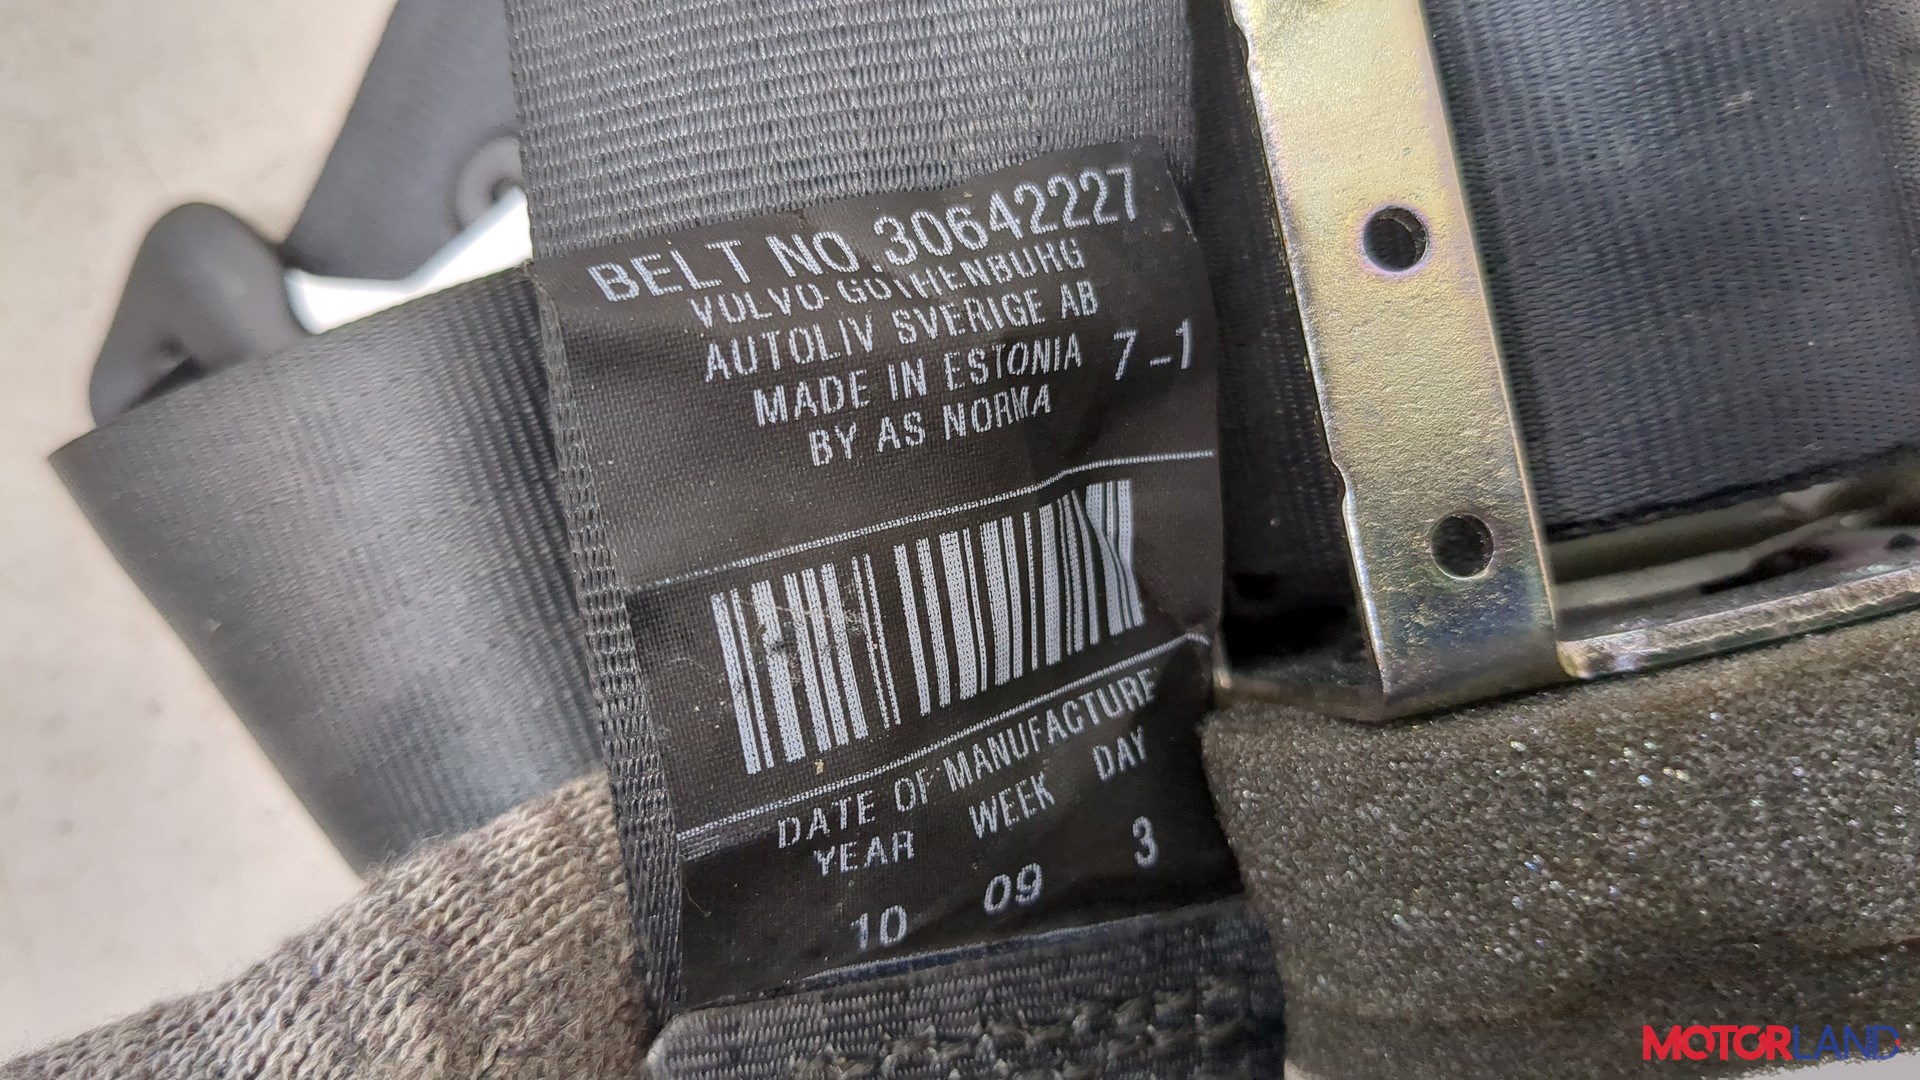 BELT NO.30642227
VOLVO-GOTHENBURG
AUTOLIV SVERIGE AB
MADE IN ESTONIA 7-1
BY AS NORMA
DATE OF MANUFACTURE
YEAR WEEK DAY
10 09 3
MOTORLAND